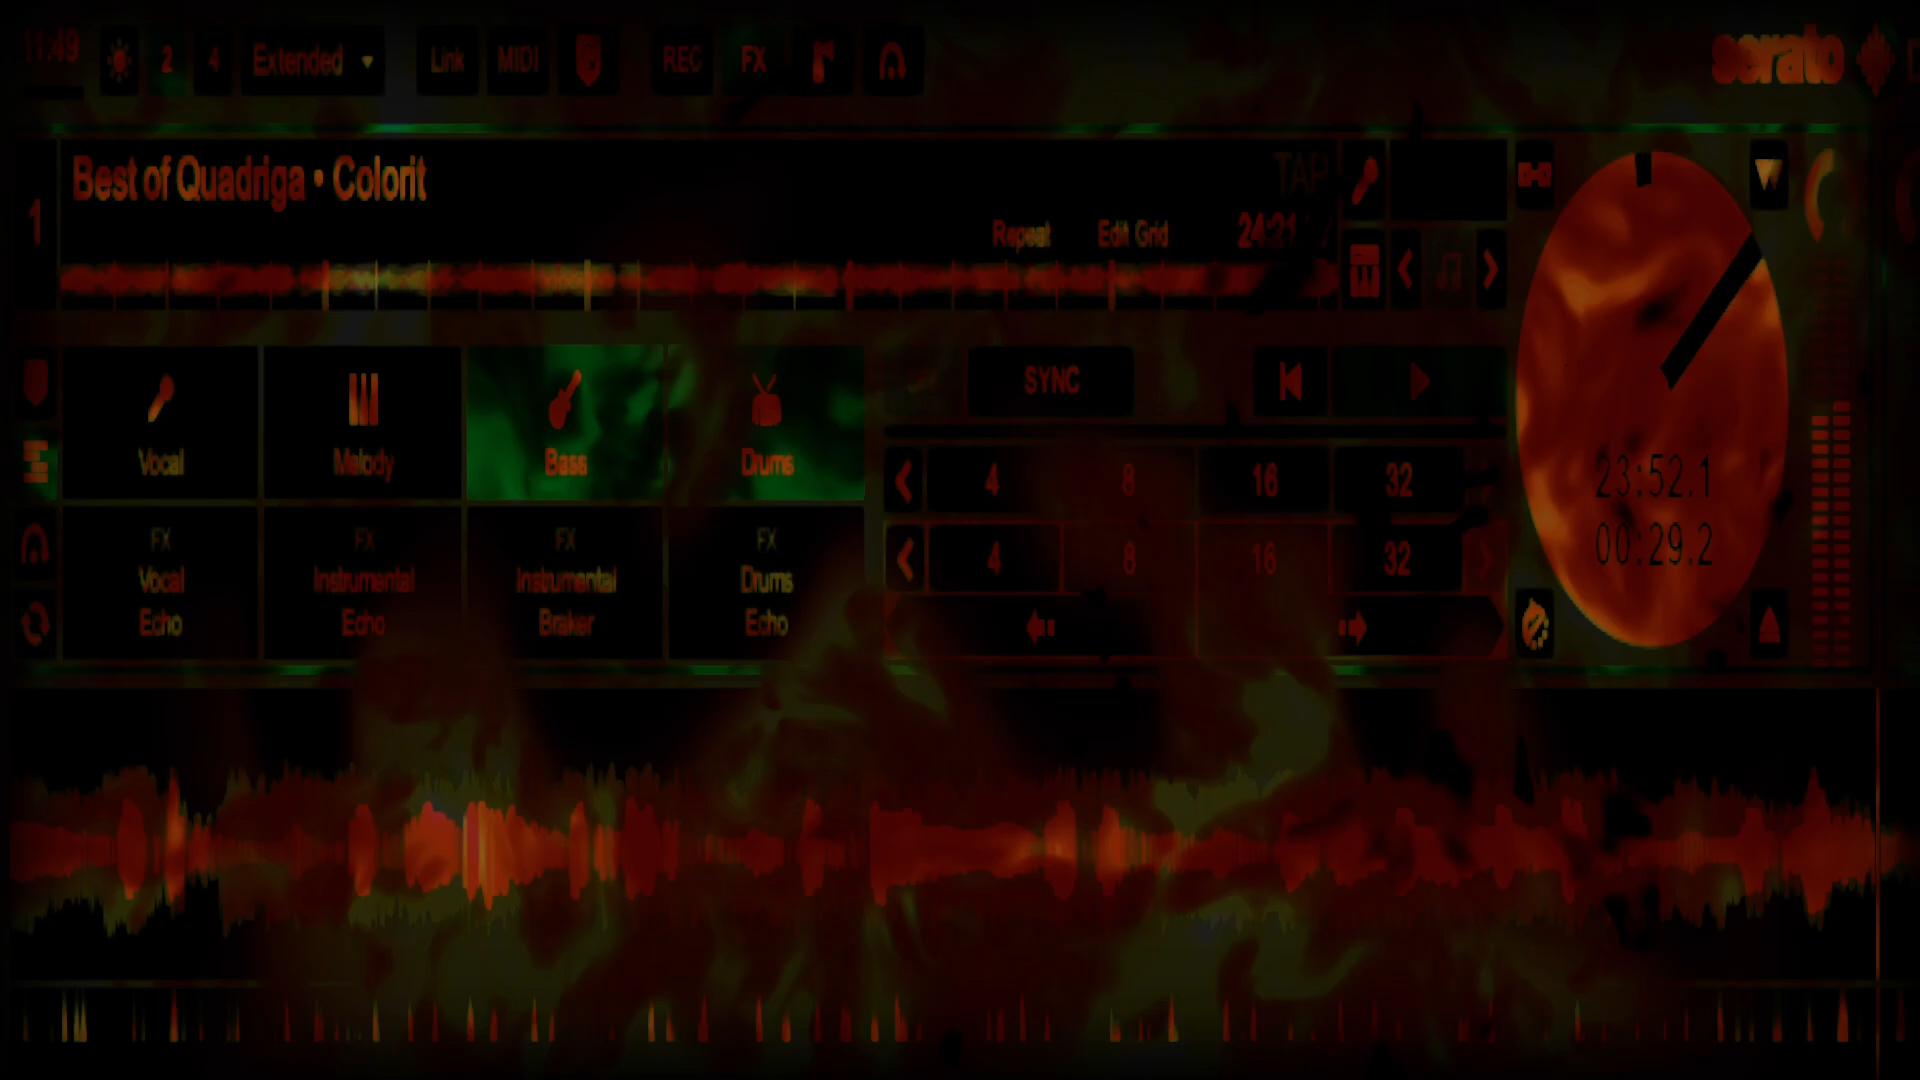 11:49 2 4 Extended Link MIDI REC FX serato
1 Best of Quadriga • Colorit TAP
Repeat Edit Grid 24:21
Vocal Melody Bass Drums
SYNC
4 8 16 32
4 8 16 32
FX FX FX FX
Vocal Instrumental Instrumental Drums
Echo Echo Braker Echo
23:52.1
00:29.2